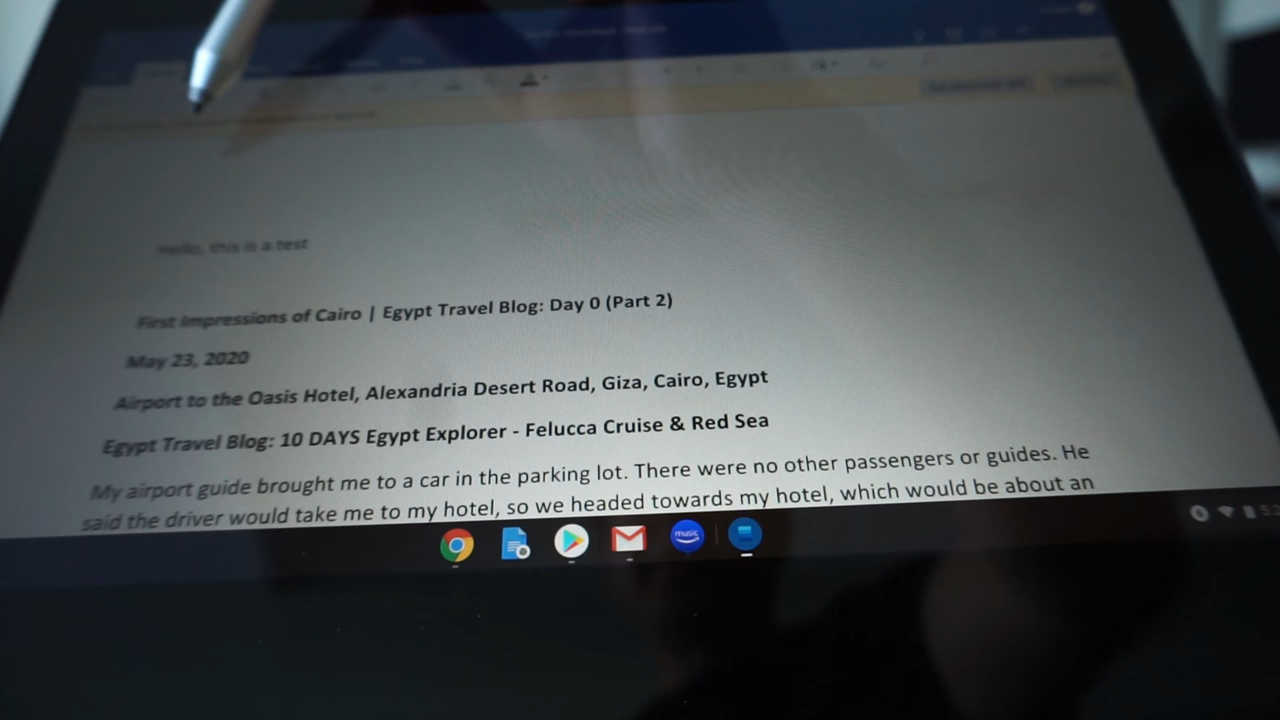 Hello, this is a test
First Impressions of Cairo | Egypt Travel Blog: Day 0 (Part 2)
May 23, 2020
Airport to the Oasis Hotel, Alexandria Desert Road, Giza, Cairo, Egypt
Egypt Travel Blog: 10 DAYS Egypt Explorer - Felucca Cruise & Red Sea
My airport guide brought me to a car in the parking lot. There were no other passengers or guides. He
said the driver would take me to my hotel, so we headed towards my hotel, which would be about an
music